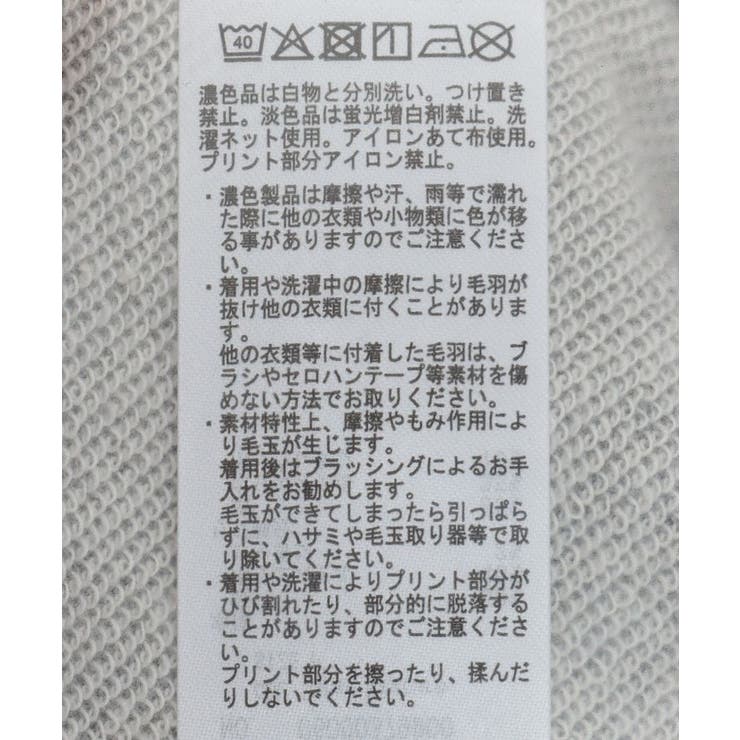 40
濃色品は白物と分別洗い。つけ置き
禁止。淡色品は蛍光増白剤禁止。洗
濯ネット使用。アイロンあて布使用。
プリント部分アイロン禁止。
・濃色製品は摩擦や汗、雨等で濡れ
た際に他の衣類や小物類に色が移
る事がありますのでご注意くださ
い。
・着用や洗濯中の摩擦により毛羽が
抜け他の衣類に付くことがありま
す。
他の衣類等に付着した毛羽は、ブ
ラシやセロハンテープ等素材を傷
めない方法でお取りください。
・素材特性上、摩擦やもみ作用によ
り毛玉が生じます。
着用後はブラッシングによるお手
入れをお勧めします。
毛玉ができてしまったら引っぱら
ずに、ハサミや毛玉取り器等で取
り除いてください。
・着用や洗濯によりプリント部分が
ひび割れたり、部分的に脱落する
ことがありますのでご注意くださ
い。
プリント部分を擦ったり、揉んだ
りしないでください。